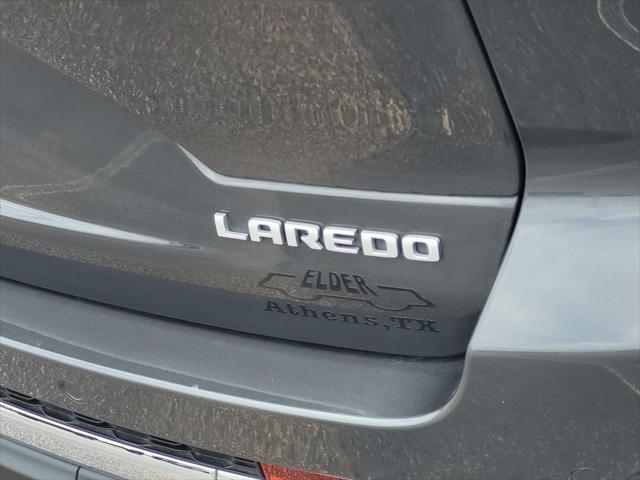 LAREDO
ELDER
Athens,TX